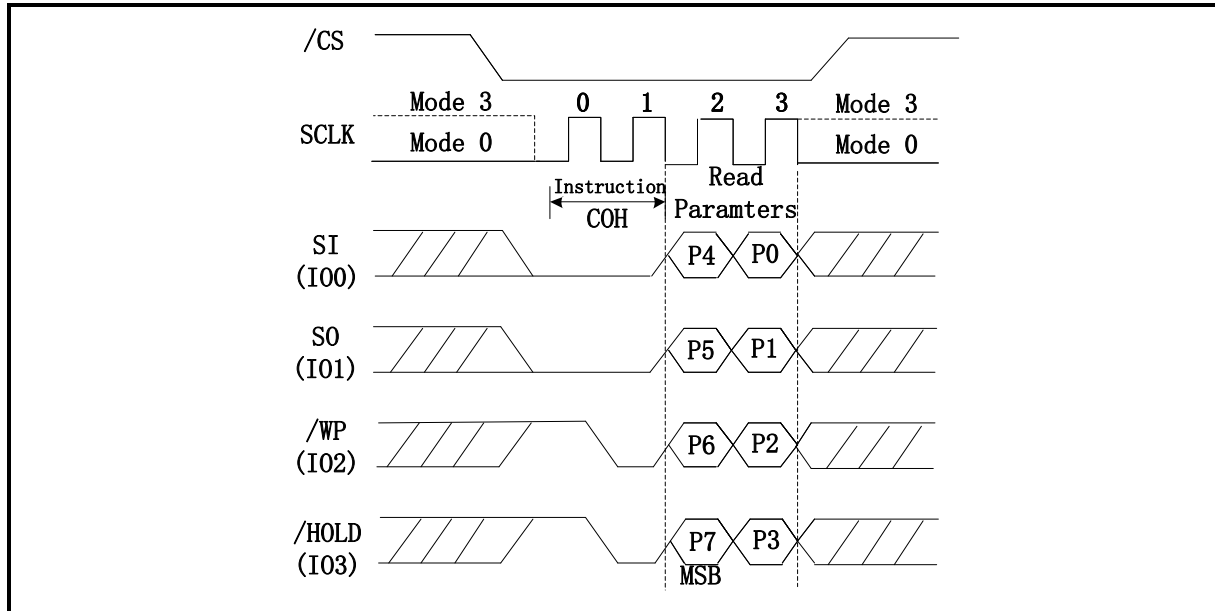 /CS
Mode 3 0 1 2 3 Mode 3
SCLK
Mode 0 Mode 0
Instruction Read
COH Paramters
SI P4 P0
(IO0)
SO P5 P1
(IO1)
/WP P6 P2
(IO2)
/HOLD P7 P3
(IO3) MSB